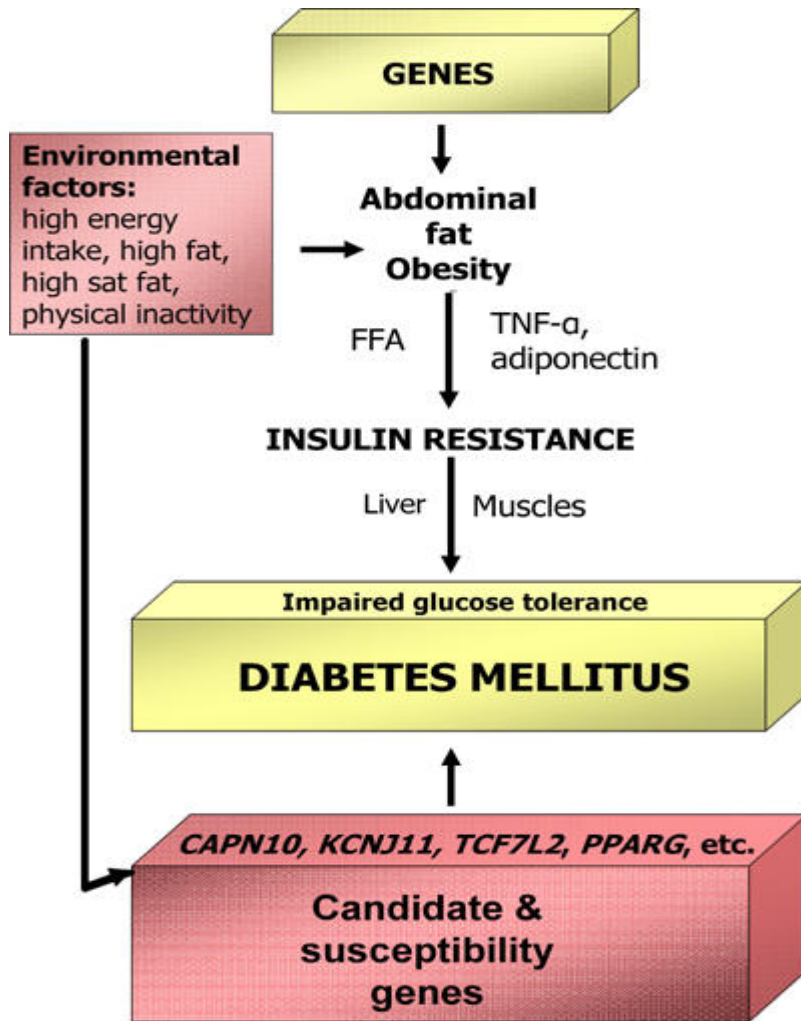 GENES
Environmental
factors:
high energy
intake, high fat,
high sat fat,
physical inactivity
Abdominal
fat
Obesity
FFA
TNF-α,
adiponectin
INSULIN RESISTANCE
Liver
Muscles
Impaired glucose tolerance
DIABETES MELLITUS
CAPN10, KCNJ11, TCF7L2, PPARG, etc.
Candidate &
susceptibility
genes